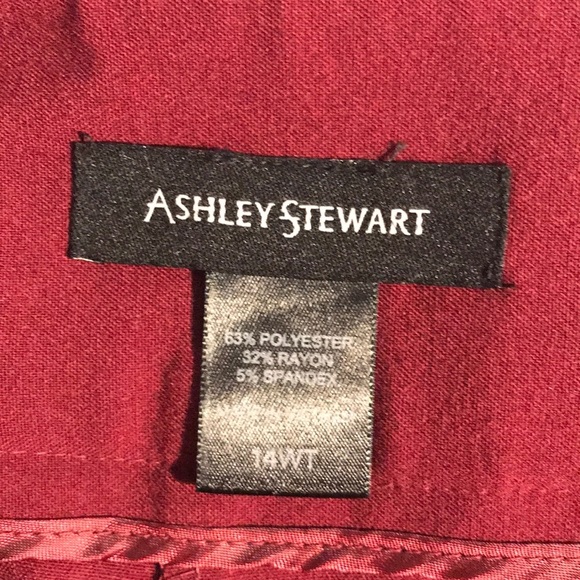 ASHLEY STEWART
63% POLYESTER
32% RAYON
5% SPANDEX
14WT